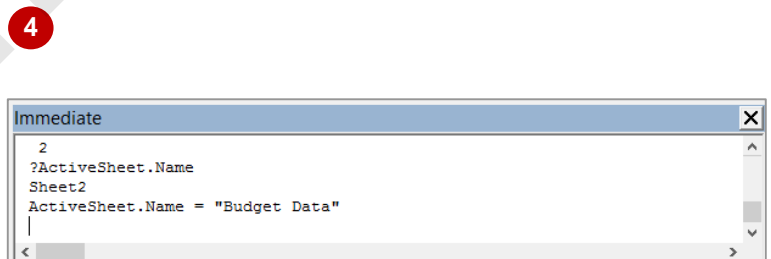 4
Immediate
2
?ActiveSheet.Name
Sheet2
ActiveSheet.Name = "Budget Data"